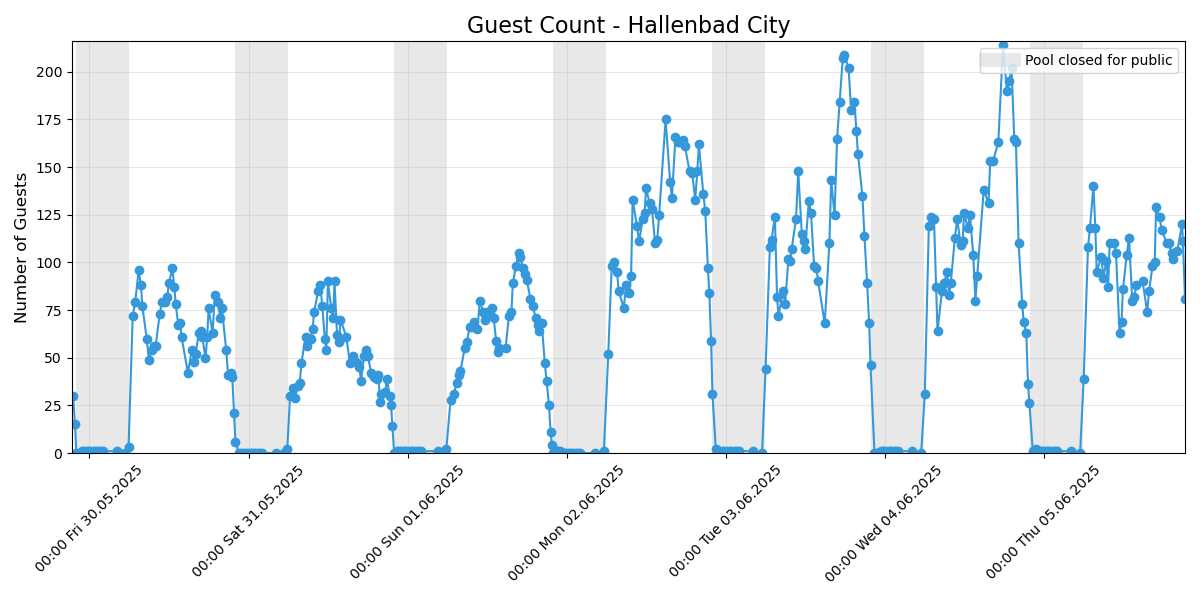 Guest Count - Hallenbad City
Pool closed for public
Number of Guests
200
175
150
125
100
75
50
25
0
00:00 Fri 30.05.2025
00:00 Sat 31.05.2025
00:00 Sun 01.06.2025
00:00 Mon 02.06.2025
00:00 Tue 03.06.2025
00:00 Wed 04.06.2025
00:00 Thu 05.06.2025